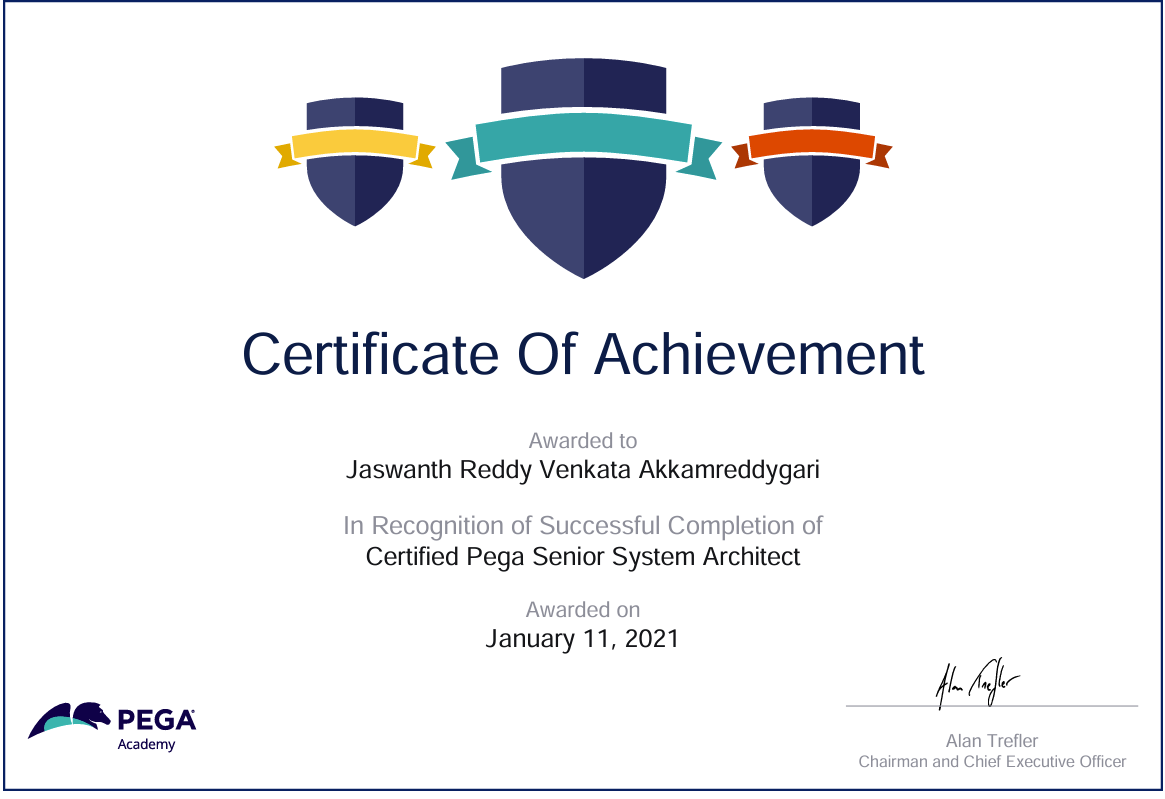 Certificate Of Achievement
Awarded to
Jaswanth Reddy Venkata Akkamreddygari
In Recognition of Successful Completion of
Certified Pega Senior System Architect
Awarded on
January 11, 2021
Alan Trefler
PEGA®
Academy
Alan Trefler
Chairman and Chief Executive Officer